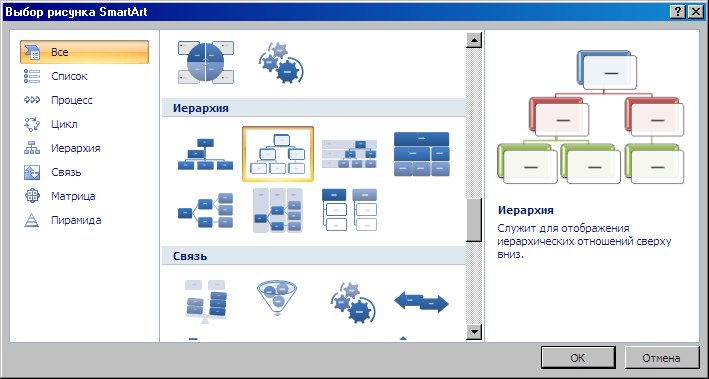 Выбор рисунка SmartArt
Все
Список
Процесс
Цикл
Иерархия
Связь
Матрица
Пирамида
Иерархия
Связь
Иерархия
Служит для отображения
иерархических отношений сверху
вниз.
OK
Отмена